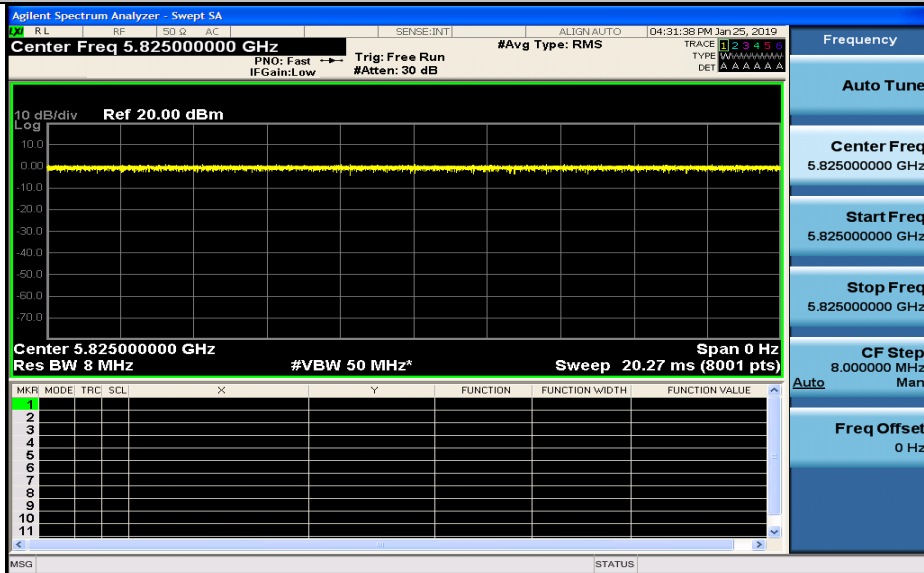 Agilent Spectrum Analyzer - Swept SA
LXI RL RF 50 Ω AC SENSE:INT ALIGN AUTO 04:31:38 PM Jan 25, 2019
Center Freq 5.825000000 GHz
PNO: Fast
IFGain:Low
Trig: Free Run
#Atten: 30 dB
#Avg Type: RMS
TRACE 1 2 3 4 5 6
TYPE W
DET A A A A A A
10 dB/div Ref 20.00 dBm
Log
10.0
0.00
-10.0
-20.0
-30.0
-40.0
-50.0
-60.0
-70.0
Center 5.825000000 GHz Span 0 Hz
Res BW 8 MHz #VBW 50 MHz* Sweep 20.27 ms (8001 pts)
MKR MODE TRC SCL X Y FUNCTION FUNCTION WIDTH FUNCTION VALUE
1
2
3
4
5
6
7
8
9
10
11
MSG STATUS
Frequency
Auto Tune
Center Freq
5.825000000 GHz
Start Freq
5.825000000 GHz
Stop Freq
5.825000000 GHz
CF Step
8.000000 MHz
Auto Man
Freq Offset
0 Hz